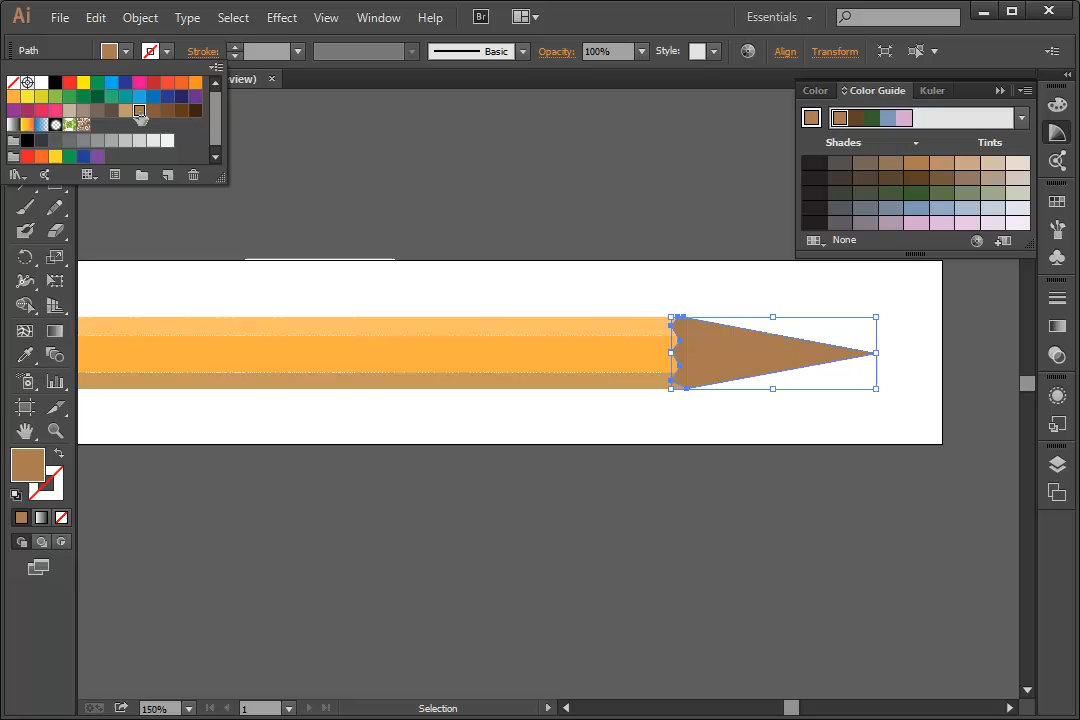 Ai File Edit Object Type Select Effect View Window Help Br Essentials
Path Stroke: Basic Opacity: 100% Style: Align Transform
view)
Color Color Guide Kuler
Shades Tints
None
150% 1 Selection